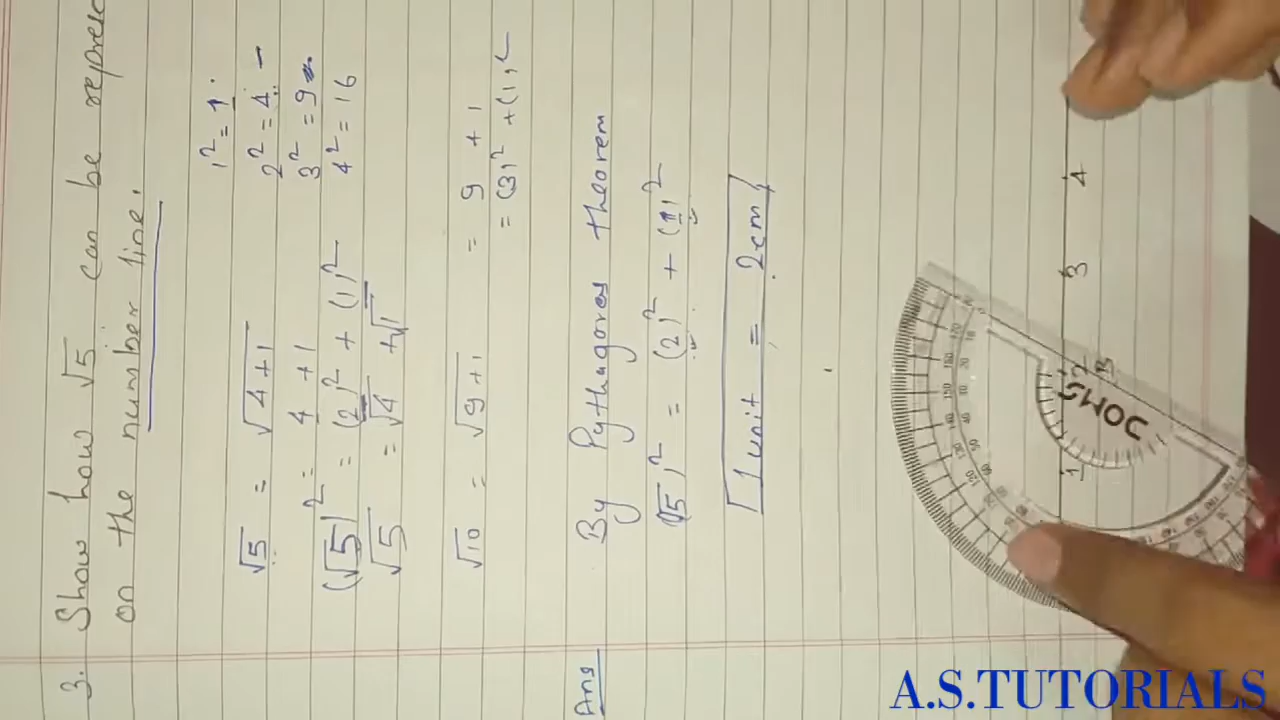 3. Show how √5 can be represe
on the number line.
1² = 1
√5 = √4+1
2² = 4
(√5)² = 4 + 1
3² = 9
= (2)² + (1)²
4² = 16
√5 = √4 + √1
√10 = √9+1 = 9 + 1
= (3)² + (1)²
Ans By Pythagores theorem
(√5)² = (2)² + (1)²
1 unit = 2cm
1 2 3 4
B
DOMS
A.S.TUTORIALS